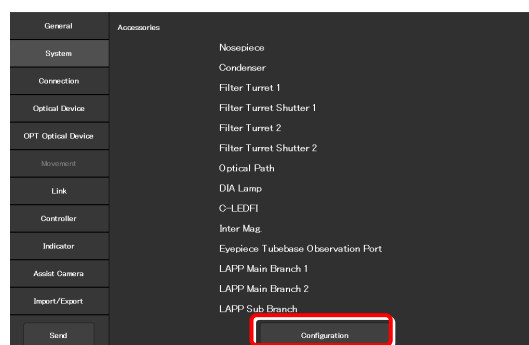 General
System
Connection
Optical Device
OPT Optical Device
Movement
Link
Controller
Indicator
Assist Camera
Import/Export
Send
Accessories
Nosepiece
Condenser
Filter Turret 1
Filter Turret Shutter 1
Filter Turret 2
Filter Turret Shutter 2
Optical Path
DIA Lamp
C-LEDFI
Inter Mag.
Eyepiece Tubebase Observation Port
LAPP Main Branch 1
LAPP Main Branch 2
LAPP Sub Branch
Configuration